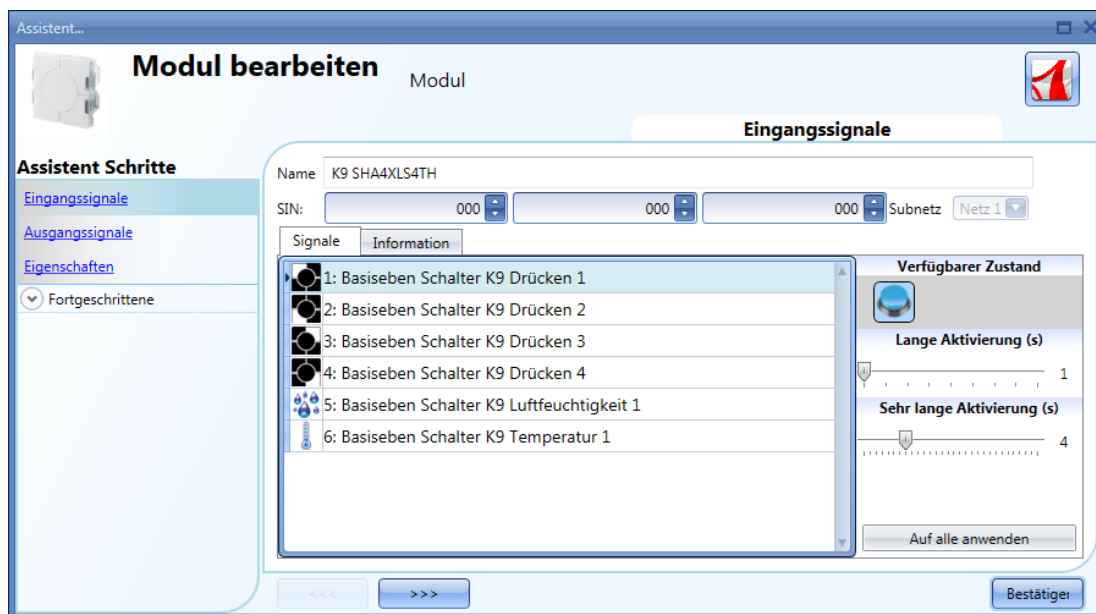 Assistent...
Modul bearbeiten
Modul
Eingangssignale
Assistent Schritte
Eingangssignale
Ausgangssignale
Eigenschaften
Fortgeschrittene
Name K9 SHA4XLS4TH
SIN: 000 000 000 Subnetz Netz 1
Signale Information
1: Basiseben Schalter K9 Drücken 1
2: Basiseben Schalter K9 Drücken 2
3: Basiseben Schalter K9 Drücken 3
4: Basiseben Schalter K9 Drücken 4
5: Basiseben Schalter K9 Luftfeuchtigkeit 1
6: Basiseben Schalter K9 Temperatur 1
Verfügbarer Zustand
Lange Aktivierung (s)
1
Sehr lange Aktivierung (s)
4
Auf alle anwenden
<<< >>>
Bestätiger